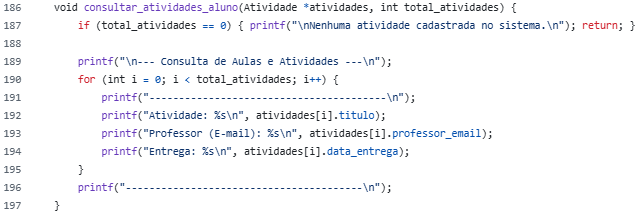 186 void consultar_atividades_aluno(Atividade *atividades, int total_atividades) {
187 if (total_atividades == 0) { printf("\nNenhuma atividade cadastrada no sistema.\n"); return; }
188
189 printf("\n--- Consulta de Aulas e Atividades ---\n");
190 for (int i = 0; i < total_atividades; i++) {
191 printf("----------------------------------------\n");
192 printf("Atividade: %s\n", atividades[i].titulo);
193 printf("Professor (E-mail): %s\n", atividades[i].professor_email);
194 printf("Entrega: %s\n", atividades[i].data_entrega);
195 }
196 printf("----------------------------------------\n");
197 }